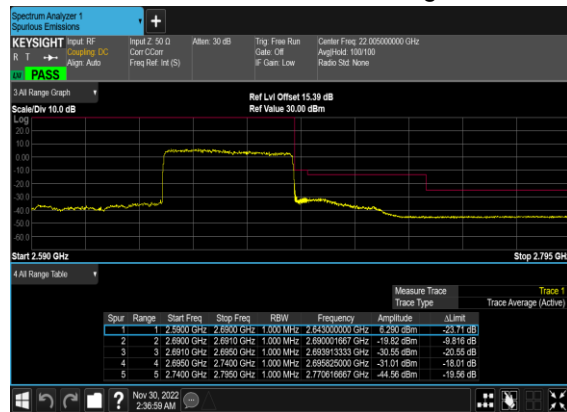 Spectrum Analyzer 1
Spurious Emissions
KEYSIGHT Input: RF Input Z: 50 Ω Atten: 30 dB Trig: Free Run Center Freq: 22.005000000 GHz
R T Coupling: DC Corr CCorr Gate: Off Avg|Hold: 100/100
Align: Auto Freq Ref: Int (S) IF Gain: Low Radio Std: None
PASS
3 All Range Graph
Ref Lvl Offset 15.39 dB
Scale/Div 10.0 dB Ref Value 30.00 dBm
Log
20.0
10.0
0.00
-10.0
-20.0
-30.0
-40.0
-50.0
-60.0
Start 2.590 GHz Stop 2.795 GH
4 All Range Table
Measure Trace Trace 1
Trace Type Trace Average (Active)
Spur Range Start Freq Stop Freq RBW Frequency Amplitude ΔLimit
1 1 2.5900 GHz 2.6900 GHz 1.000 MHz 2.643000000 GHz 6.290 dBm -23.71 dB
2 2 2.6900 GHz 2.6910 GHz 1.000 MHz 2.690001667 GHz -19.82 dBm -9.816 dB
3 3 2.6910 GHz 2.6950 GHz 1.000 MHz 2.693913333 GHz -30.55 dBm -20.55 dB
4 4 2.6950 GHz 2.7400 GHz 1.000 MHz 2.695825000 GHz -31.01 dBm -18.01 dB
5 5 2.7400 GHz 2.7950 GHz 1.000 MHz 2.770616667 GHz -44.56 dBm -19.56 dB
Nov 30, 2022
2:36:59 AM